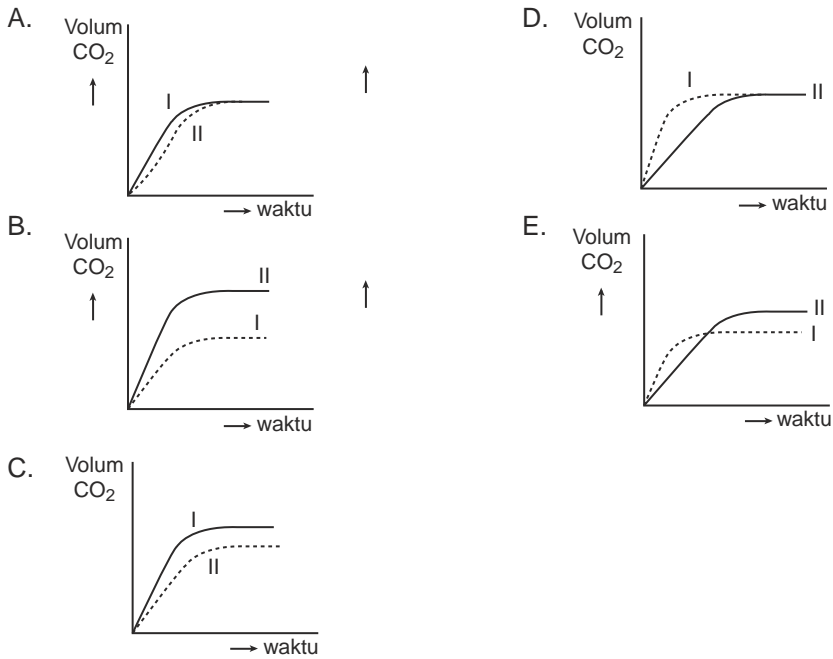 A.
Volum
CO₂
I
II
waktu
B.
Volum
CO₂
II
I
waktu
C.
Volum
CO₂
I
II
waktu
D.
Volum
CO₂
I
II
waktu
E.
Volum
CO₂
II
I
waktu